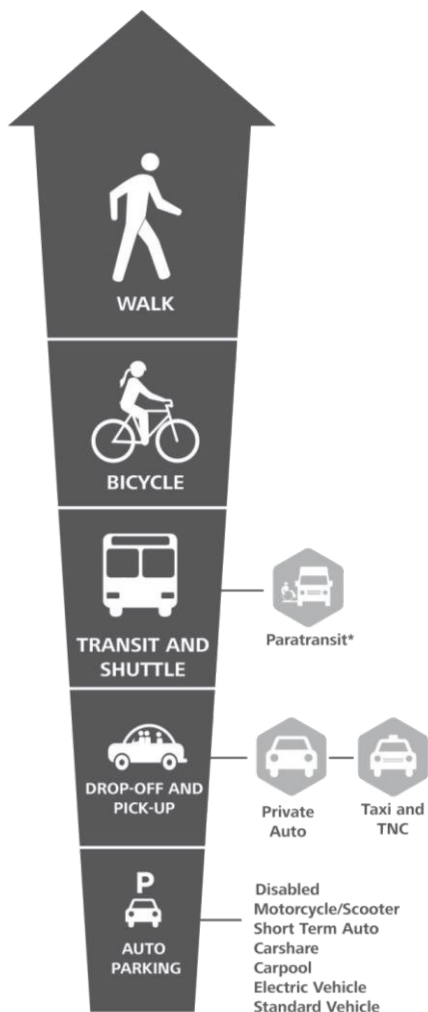 WALK
BICYCLE
TRANSIT AND
SHUTTLE
Paratransit*
DROP-OFF AND
PICK-UP
Private
Auto
Taxi and
TNC
P
AUTO
PARKING
Disabled
Motorcycle/Scooter
Short Term Auto
Carshare
Carpool
Electric Vehicle
Standard Vehicle